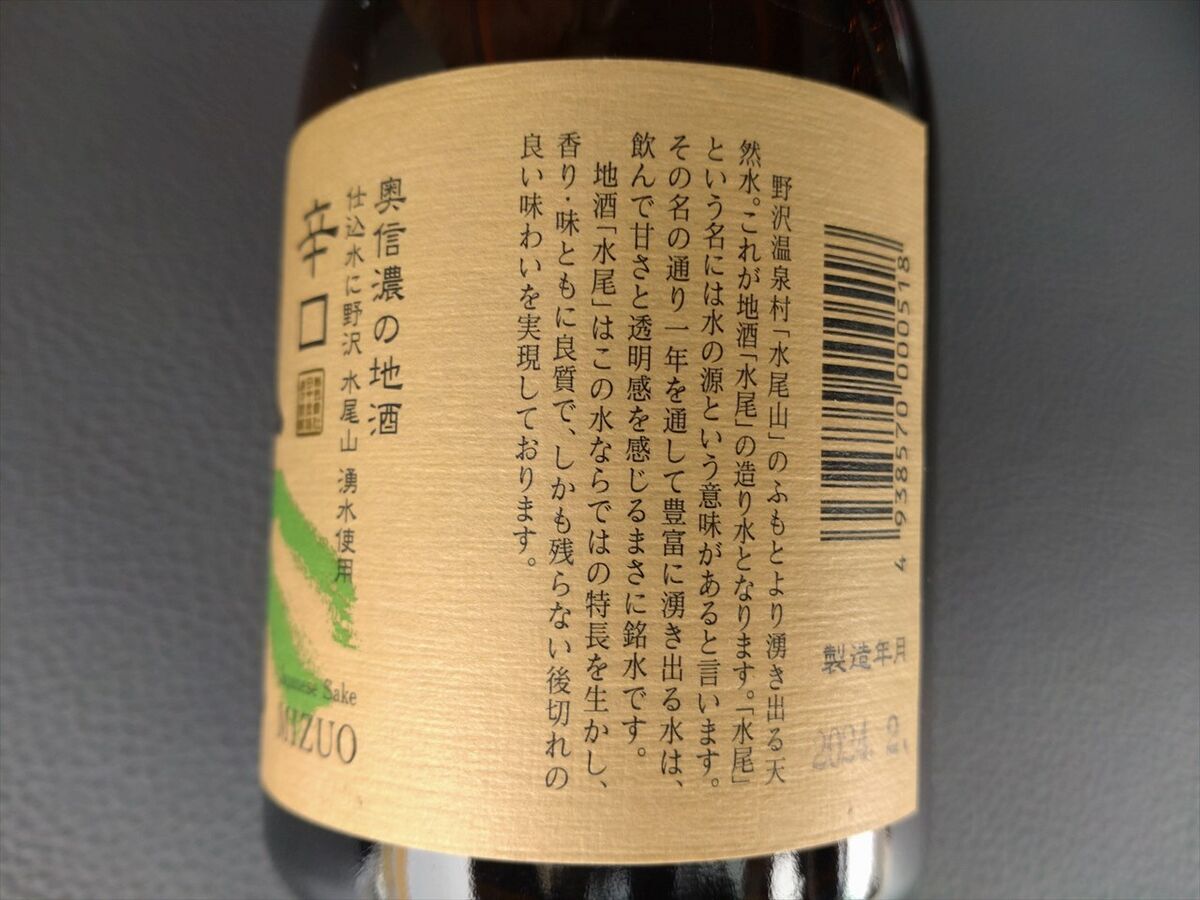 野沢温泉村「水尾山」のふもとより湧き出る天
然水。これが地酒「水尾」の造り水となります。「水尾」
という名には水の源という意味があると言います。
その名の通り一年を通して豊富に湧き出る水は、
飲んで甘さと透明感を感じるまさに銘水です。
地酒「水尾」はこの水ならではの特長を生かし、
香り・味ともに良質で、しかも残らない後切れの
良い味わいを実現しております。
奥信濃の地酒
仕込水に野沢 水尾山 湧水使用
辛口
Sake
MIZUO
4 938570 000518
製造年月
2024. 2